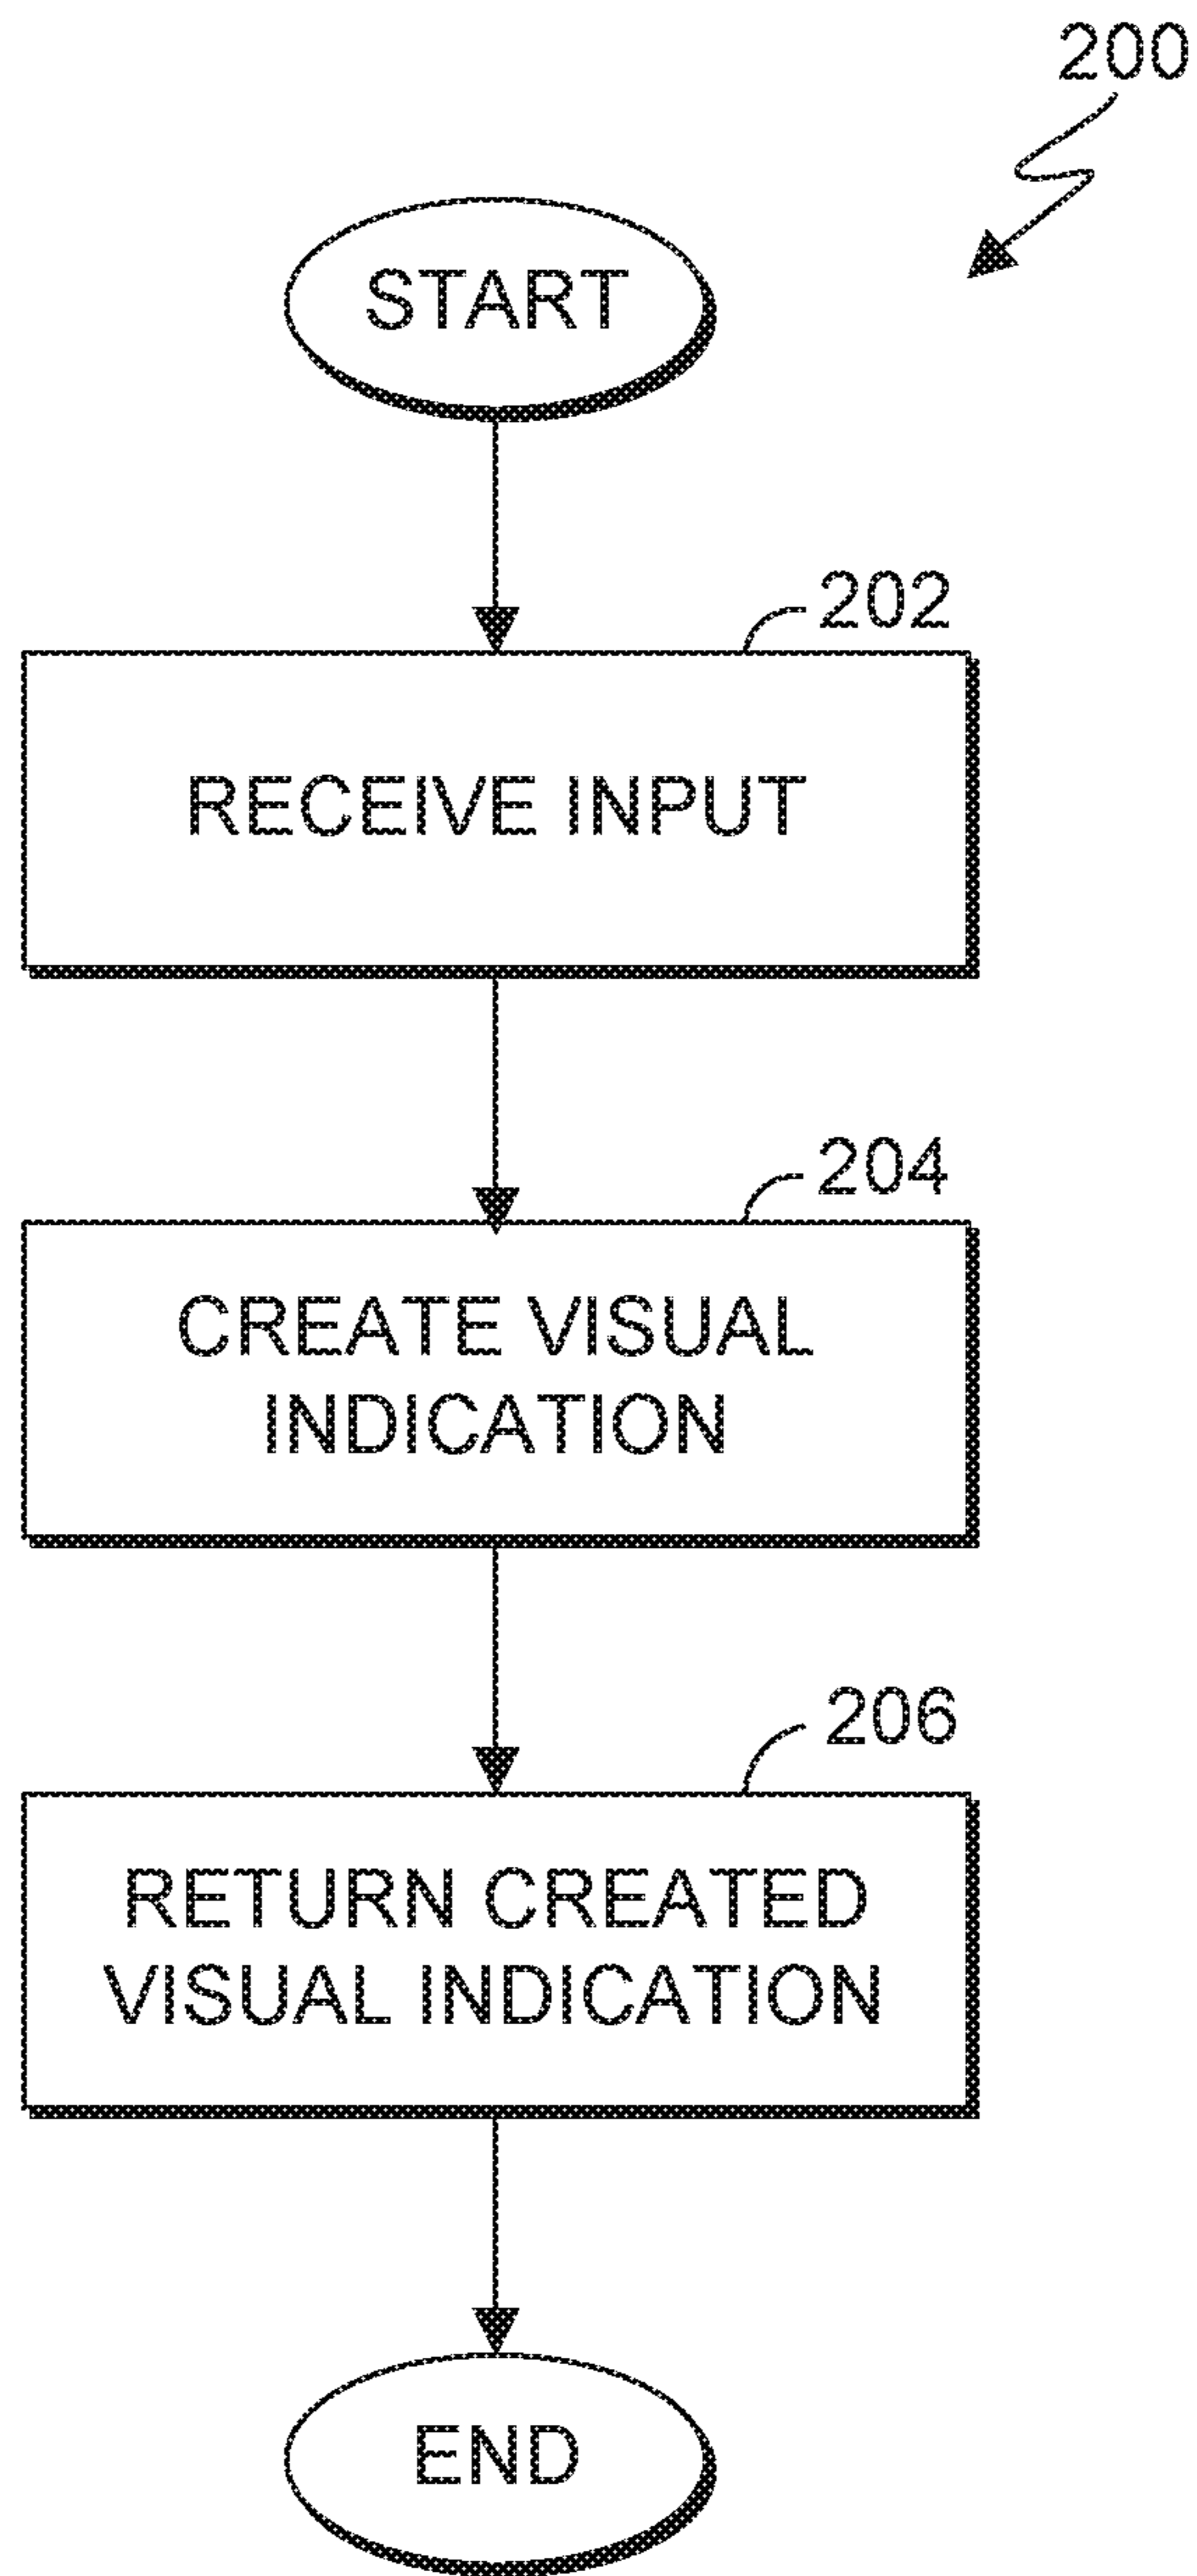 200
START
202
RECEIVE INPUT
204
CREATE VISUAL
INDICATION
206
RETURN CREATED
VISUAL INDICATION
END